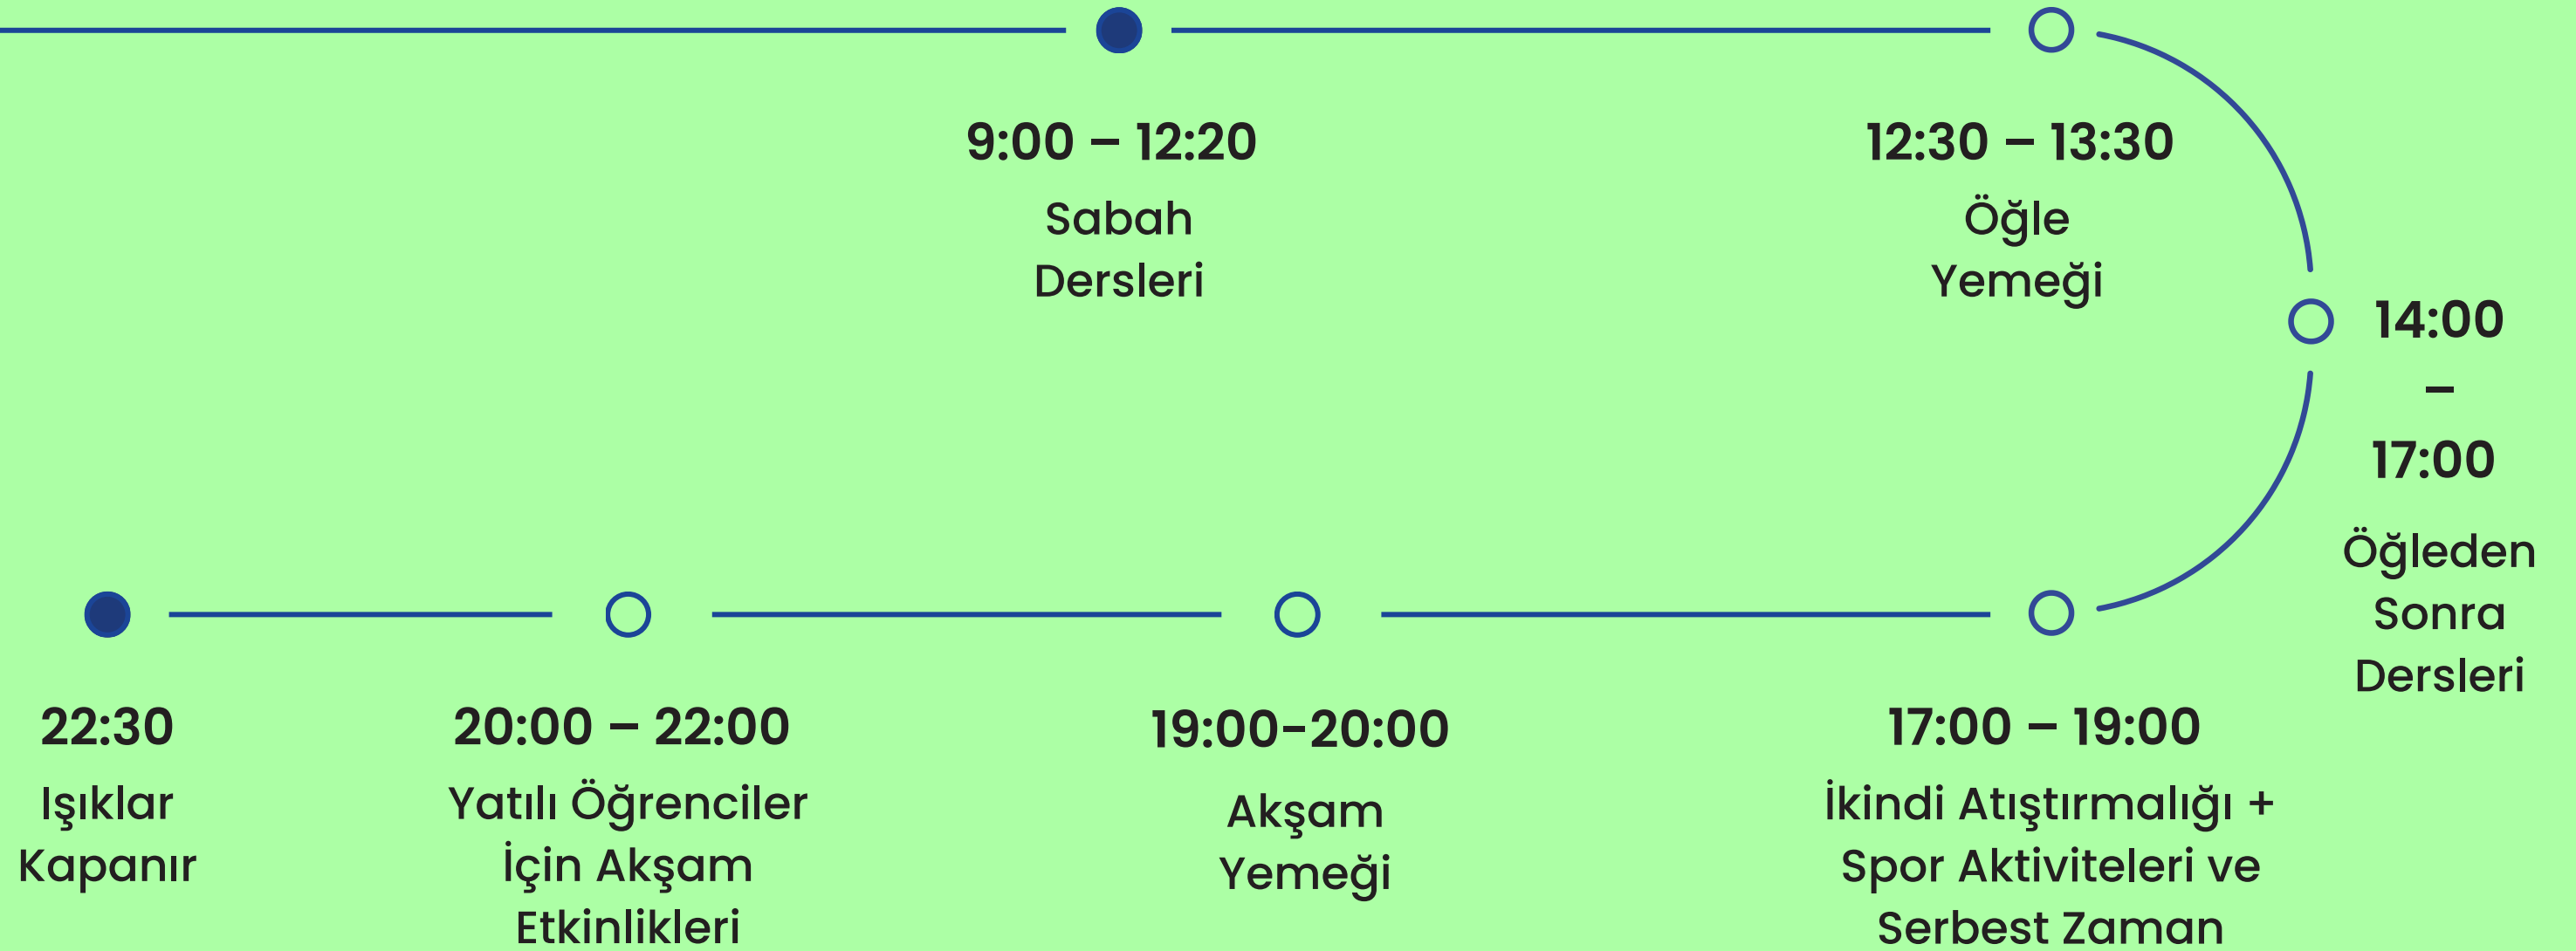 9:00 – 12:20
Sabah
Dersleri
12:30 – 13:30
Öğle
Yemeği
14:00
–
17:00
Öğleden
Sonra
Dersleri
17:00 – 19:00
İkindi Atıştırmalığı +
Spor Aktiviteleri ve
Serbest Zaman
19:00-20:00
Akşam
Yemeği
20:00 – 22:00
Yatılı Öğrenciler
İçin Akşam
Etkinlikleri
22:30
Işıklar
Kapanır